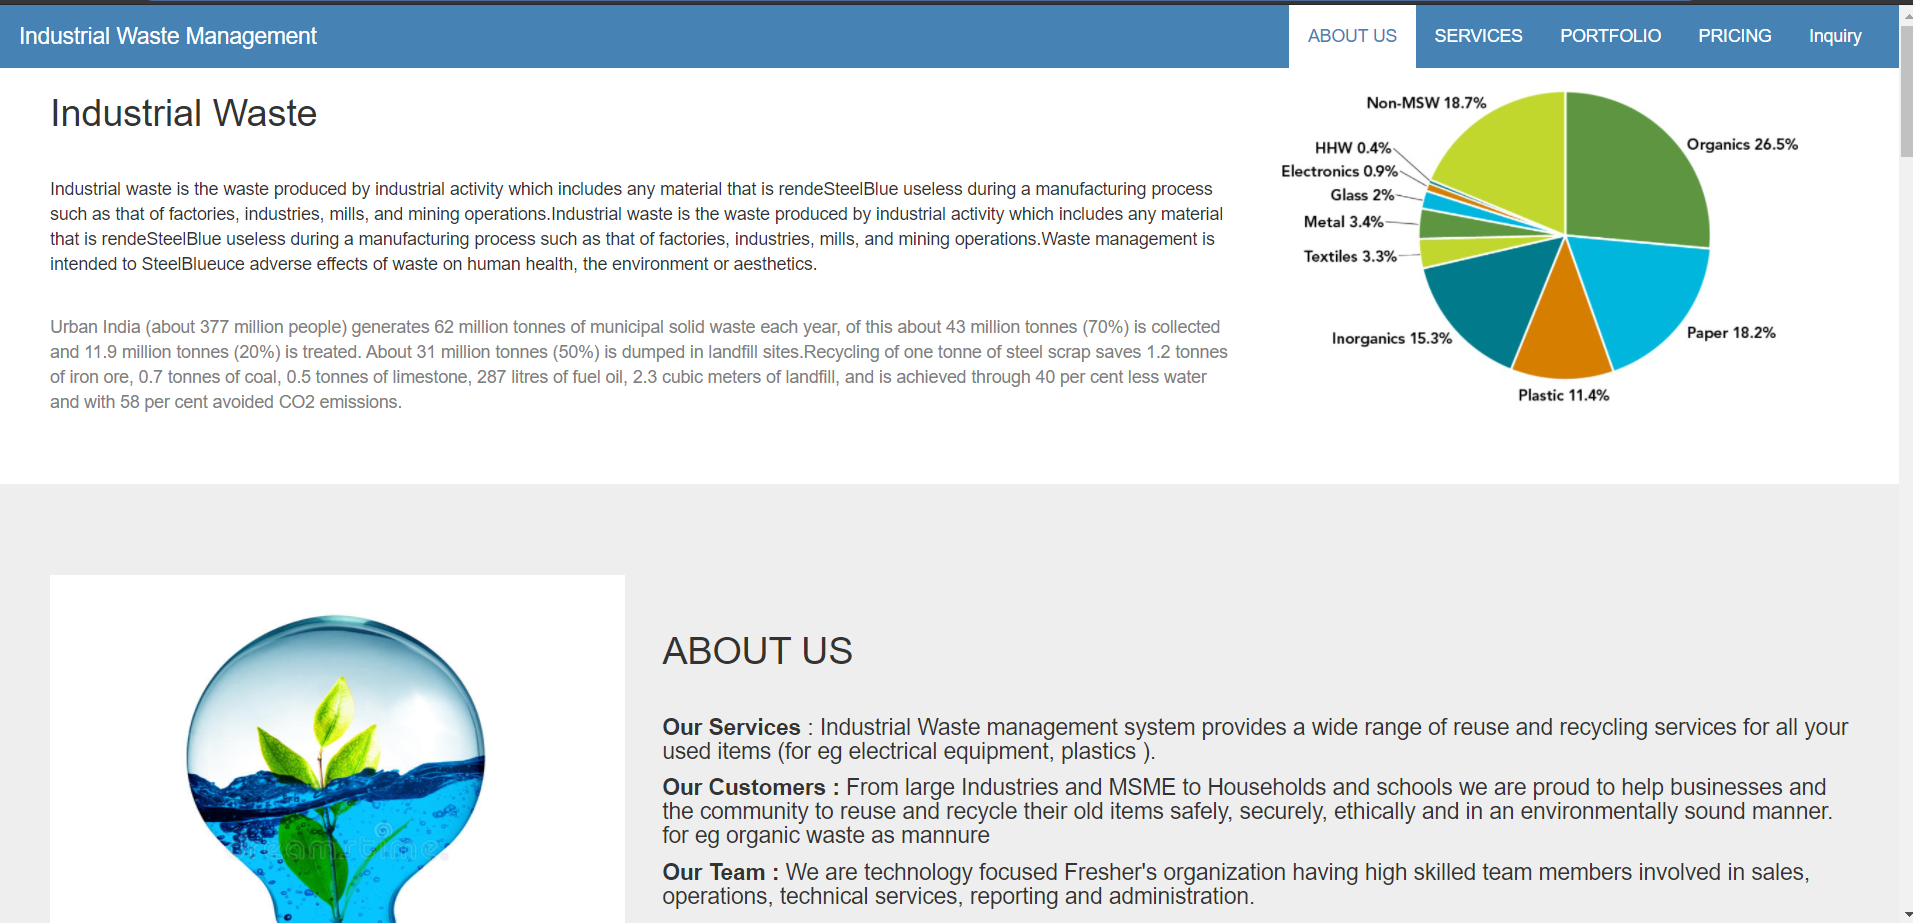 Industrial Waste Management
ABOUT US SERVICES PORTFOLIO PRICING Inquiry
Industrial Waste
Industrial waste is the waste produced by industrial activity which includes any material that is rendeSteelBlue useless during a manufacturing process
such as that of factories, industries, mills, and mining operations.Industrial waste is the waste produced by industrial activity which includes any material
that is rendeSteelBlue useless during a manufacturing process such as that of factories, industries, mills, and mining operations.Waste management is
intended to SteelBlueuce adverse effects of waste on human health, the environment or aesthetics.
Urban India (about 377 million people) generates 62 million tonnes of municipal solid waste each year, of this about 43 million tonnes (70%) is collected
and 11.9 million tonnes (20%) is treated. About 31 million tonnes (50%) is dumped in landfill sites.Recycling of one tonne of steel scrap saves 1.2 tonnes
of iron ore, 0.7 tonnes of coal, 0.5 tonnes of limestone, 287 litres of fuel oil, 2.3 cubic meters of landfill, and is achieved through 40 per cent less water
and with 58 per cent avoided CO2 emissions.
Non-MSW 18.7%
HHW 0.4%
Electronics 0.9%
Glass 2%
Metal 3.4%
Textiles 3.3%
Inorganics 15.3%
Plastic 11.4%
Paper 18.2%
Organics 26.5%
dreamstime
ABOUT US
Our Services : Industrial Waste management system provides a wide range of reuse and recycling services for all your
used items (for eg electrical equipment, plastics ).
Our Customers : From large Industries and MSME to Households and schools we are proud to help businesses and
the community to reuse and recycle their old items safely, securely, ethically and in an environmentally sound manner.
for eg organic waste as mannure
Our Team : We are technology focused Fresher's organization having high skilled team members involved in sales,
operations, technical services, reporting and administration.